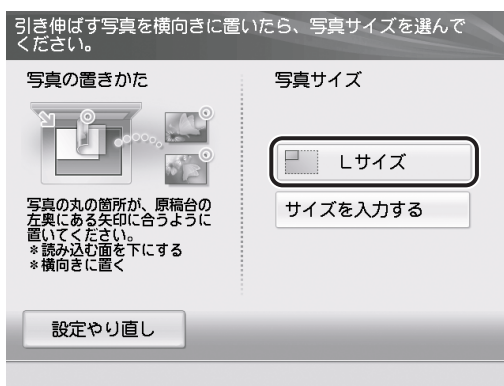 引き伸ばす写真を横向きに置いたら、写真サイズを選んで
ください。
写真の置きかた
写真の丸の箇所が、原稿台の
左奥にある矢印に合うように
置いてください。
*読み込む面を下にする
*横向きに置く
写真サイズ
Lサイズ
サイズを入力する
設定やり直し